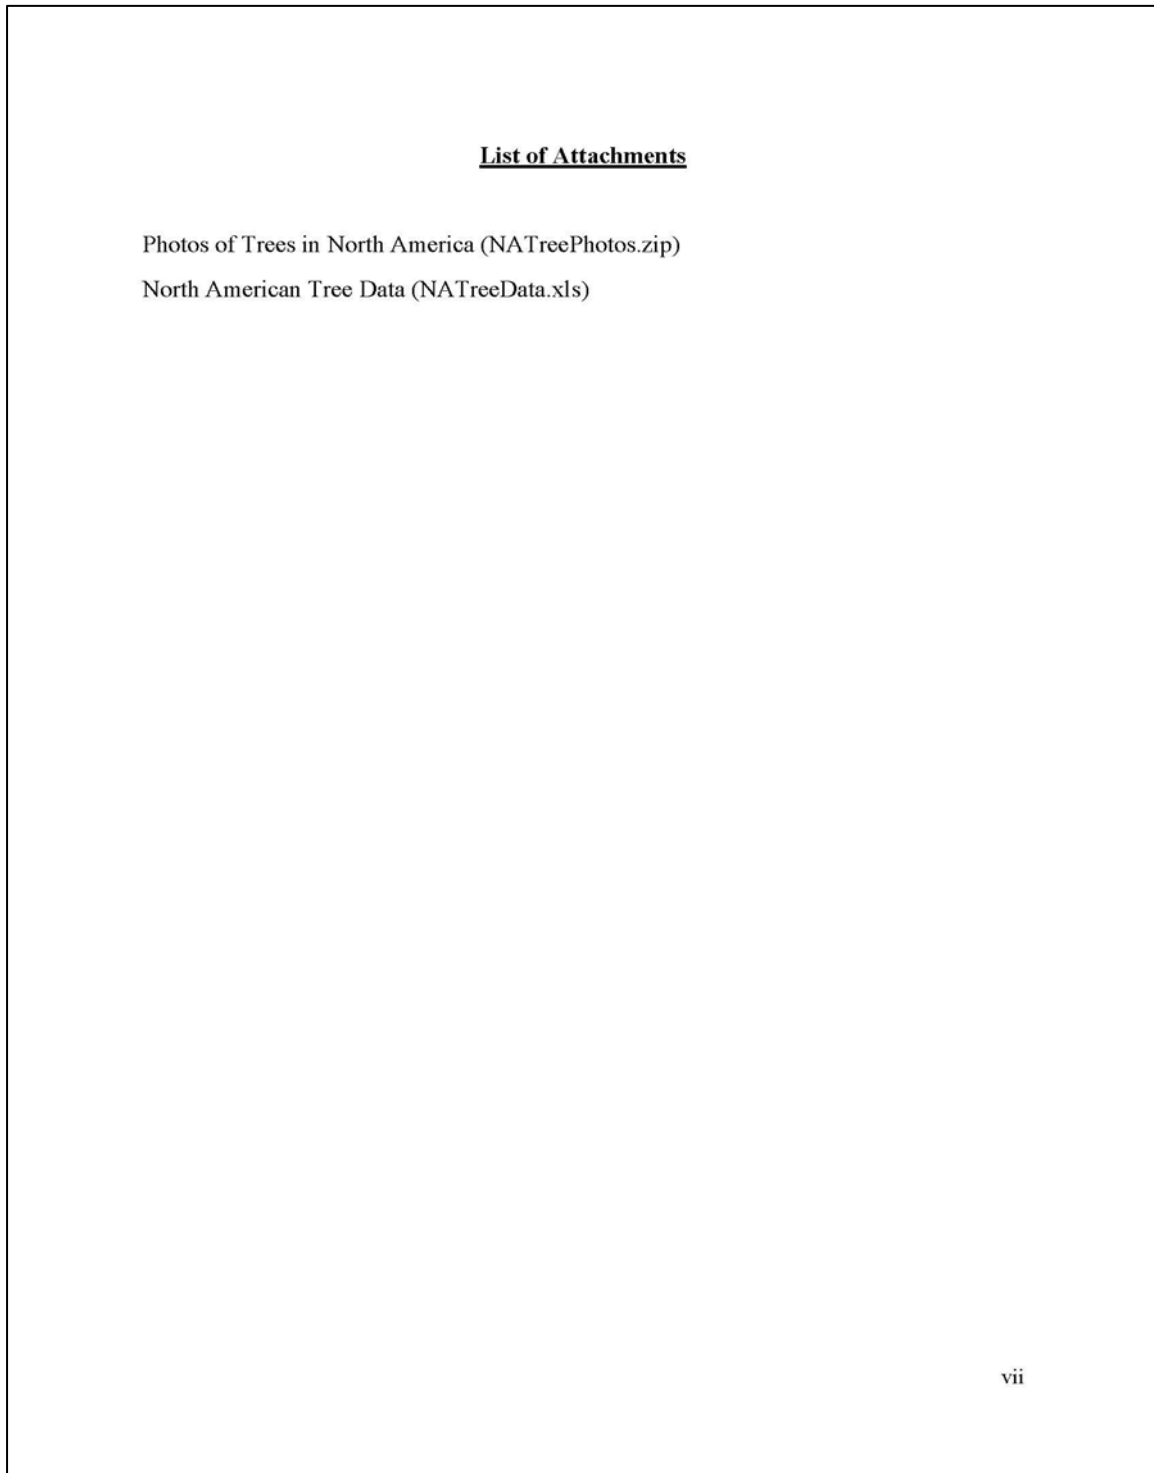 List of Attachments
Photos of Trees in North America (NATreePhotos.zip)
North American Tree Data (NATreeData.xls)
vii